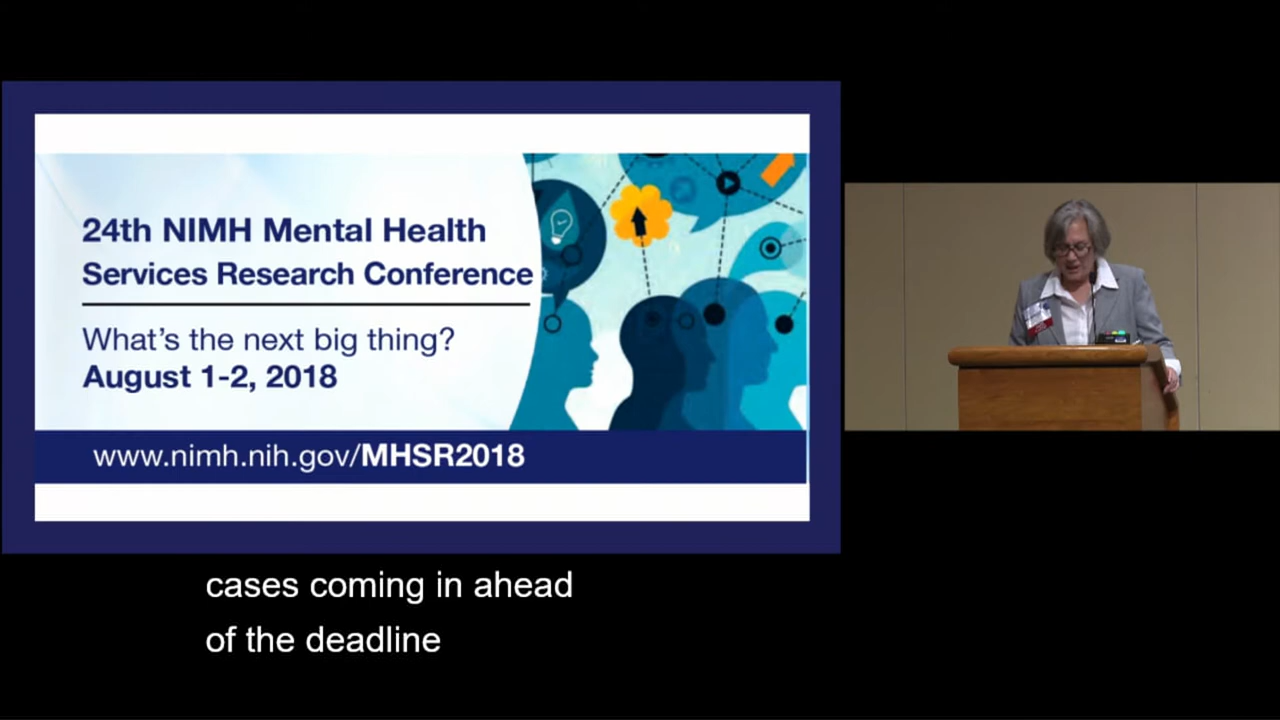 24th NIMH Mental Health
Services Research Conference
What's the next big thing?
August 1-2, 2018
www.nimh.nih.gov/MHSR2018
cases coming in ahead
of the deadline